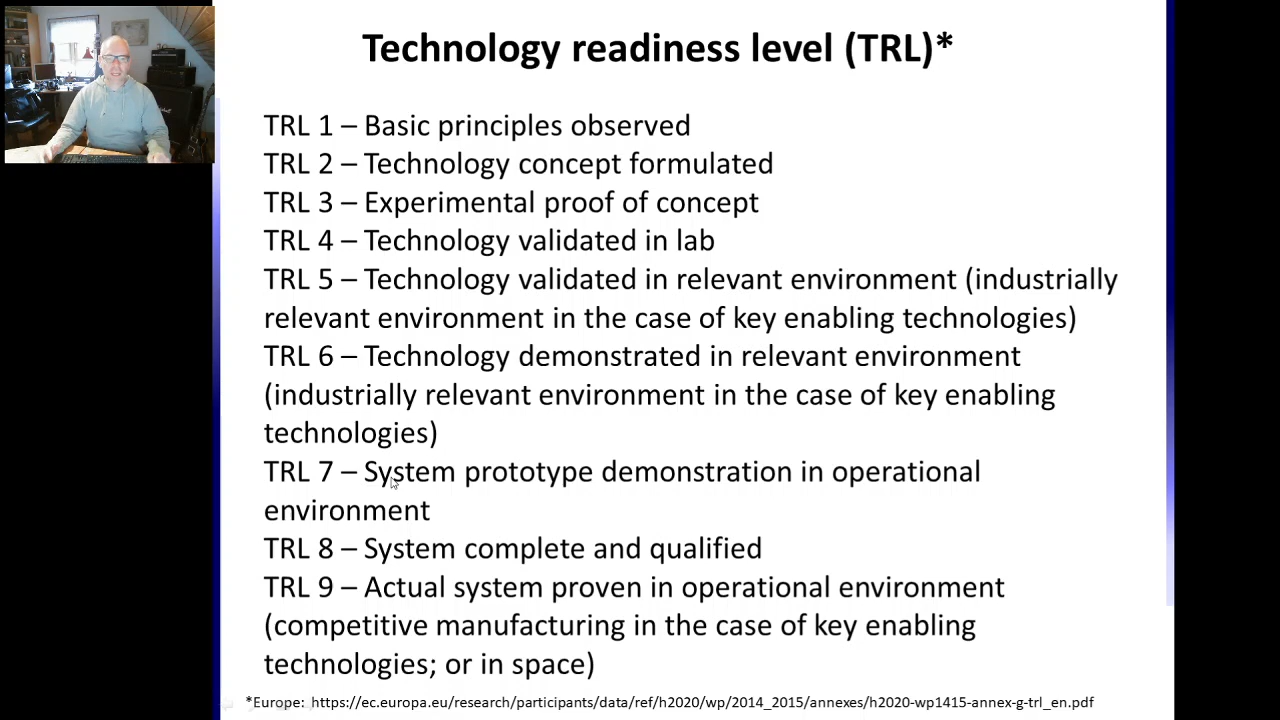 Technology readiness level (TRL)*
TRL 1 – Basic principles observed
TRL 2 – Technology concept formulated
TRL 3 – Experimental proof of concept
TRL 4 – Technology validated in lab
TRL 5 – Technology validated in relevant environment (industrially
relevant environment in the case of key enabling technologies)
TRL 6 – Technology demonstrated in relevant environment
(industrially relevant environment in the case of key enabling
technologies)
TRL 7 – System prototype demonstration in operational
environment
TRL 8 – System complete and qualified
TRL 9 – Actual system proven in operational environment
(competitive manufacturing in the case of key enabling
technologies; or in space)
*Europe: https://ec.europa.eu/research/participants/data/ref/h2020/wp/2014_2015/annexes/h2020-wp1415-annex-g-trl_en.pdf